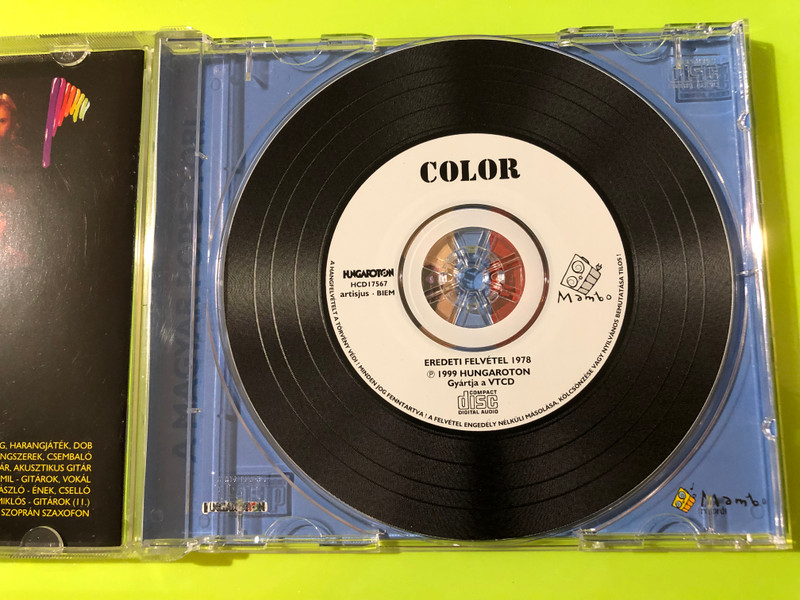 G, HARANGJÁTÉK, DOB
NGSZEREK, CSEMBALÓ
ÁR, AKUSZTIKUS GITÁR
MIL - GITÁROK, VOKÁL
ÁSZLÓ - ÉNEK, CSELLÓ
MIKLÓS - GITÁROK (11.)
SZOPRÁN SZAXOFON
COLOR
HUNGAROTON
HCD17567
artisjus - BIEM
Mambo
EREDETI FELVÉTEL 1978
℗ 1999 HUNGAROTON
Gyártja a VTCD
COMPACT
disc
DIGITAL AUDIO
A HANGFELVÉTELT A TÖRVÉNY VÉDI! MINDEN JOG FENNTARTVA! A FELVÉTEL ENGEDÉLY NÉLKÜLI MÁSOLÁSA, KÖLCSÖNZÉSE VAGY NYILVÁNOS BEMUTATÁSA TILOS!
HUNGAROTON
Mambo